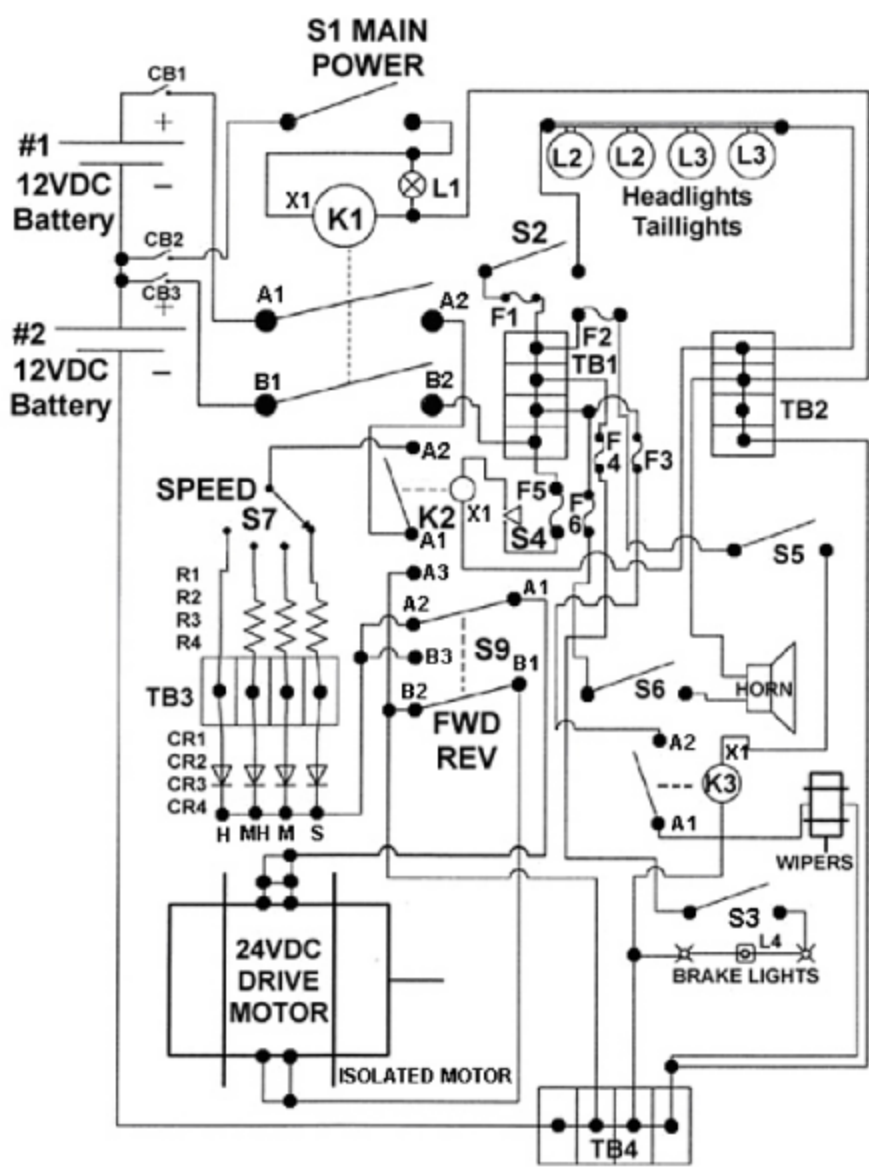 S1 MAIN
POWER
CB1
+
#1
12VDC
Battery
−
L1
X1
K1
L2 L2 L3 L3
Headlights
Taillights
CB2
CB3
+
#2
12VDC
Battery
−
A1
A2
B1
B2
S2
F1
F2
TB1
TB2
F
4
F3
A2
SPEED
S7
K2
X1
F5
S4
F
6
A1
A3
S5
R1
R2
R3
R4
A2
A1
S9
B3
B1
B2
FWD
REV
S6
HORN
TB3
CR1
CR2
CR3
CR4
H MH M S
A2
X1
K3
A1
WIPERS
S3
L4
BRAKE LIGHTS
24VDC
DRIVE
MOTOR
ISOLATED MOTOR
TB4